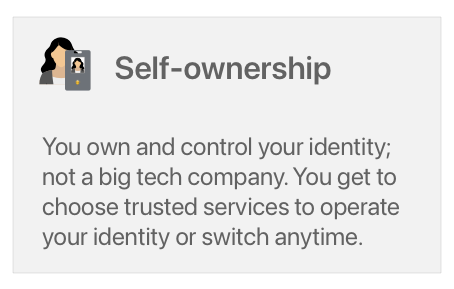 Self-ownership
You own and control your identity;
not a big tech company. You get to
choose trusted services to operate
your identity or switch anytime.